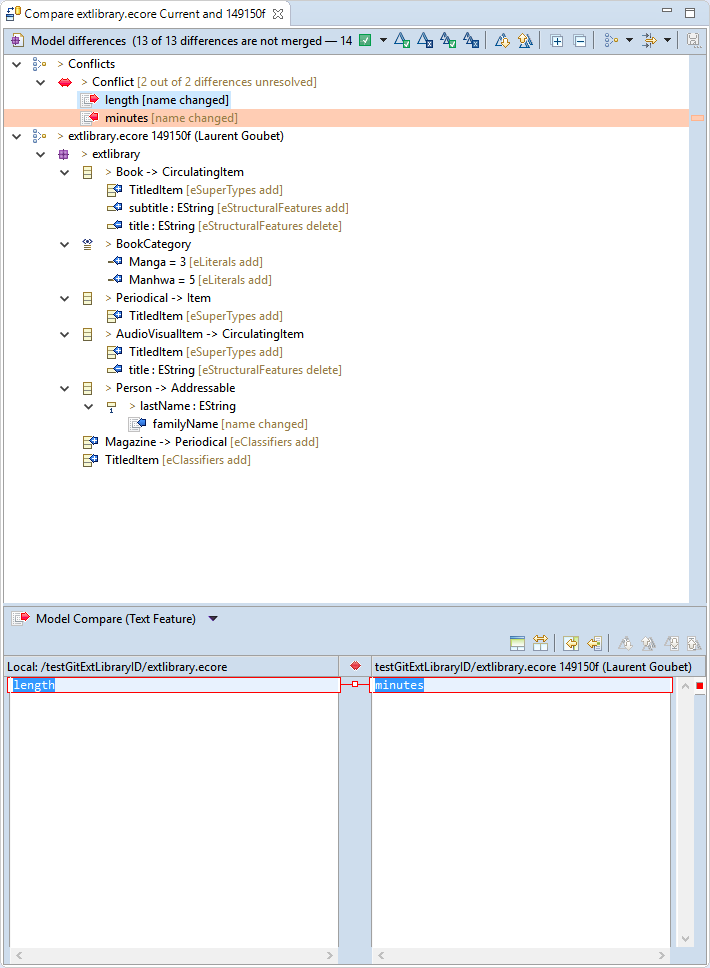 Compare extlibrary.ecore Current and 149150f
Model differences (13 of 13 differences are not merged — 14
> Conflicts
> Conflict [2 out of 2 differences unresolved]
length [name changed]
minutes [name changed]
> extlibrary.ecore 149150f (Laurent Goubet)
> extlibrary
> Book -> CirculatingItem
TitledItem [eSuperTypes add]
subtitle : EString [eStructuralFeatures add]
title : EString [eStructuralFeatures delete]
> BookCategory
Manga = 3 [eLiterals add]
Manhwa = 5 [eLiterals add]
> Periodical -> Item
TitledItem [eSuperTypes add]
> AudioVisualItem -> CirculatingItem
TitledItem [eSuperTypes add]
title : EString [eStructuralFeatures delete]
> Person -> Addressable
> lastName : EString
familyName [name changed]
Magazine -> Periodical [eClassifiers add]
TitledItem [eClassifiers add]
Model Compare (Text Feature)
Local: /testGitExtLibraryID/extlibrary.ecore
testGitExtLibraryID/extlibrary.ecore 149150f (Laurent Goubet)
length
minutes